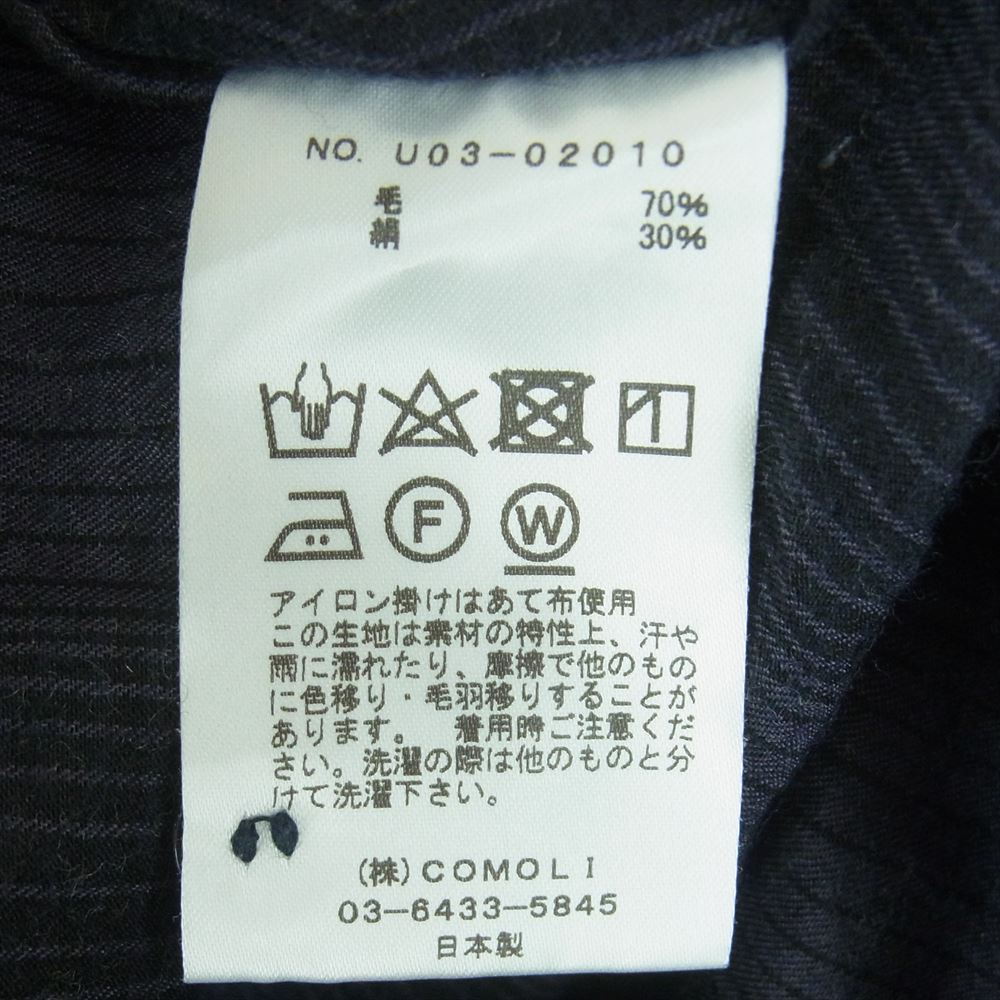 NO. U03-02010
毛 70%
絹 30%
F W
アイロン掛けはあて布使用
この生地は素材の特性上、汗や
雨に濡れたり、摩擦で他のもの
に色移り・毛羽移りすることが
あります。 着用時ご注意くだ
さい。洗濯の際は他のものと分
けて洗濯下さい。
(株)COMOLI
03-6433-5845
日本製